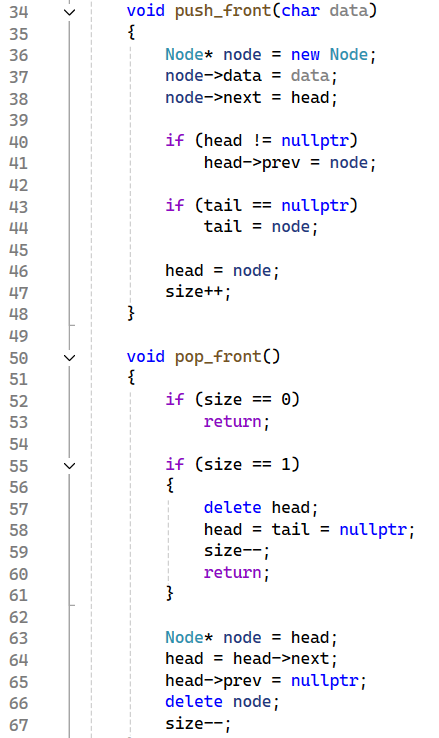 34 void push_front(char data)
35 {
36 Node* node = new Node;
37 node->data = data;
38 node->next = head;
39
40 if (head != nullptr)
41 head->prev = node;
42
43 if (tail == nullptr)
44 tail = node;
45
46 head = node;
47 size++;
48 }
49
50 void pop_front()
51 {
52 if (size == 0)
53 return;
54
55 if (size == 1)
56 {
57 delete head;
58 head = tail = nullptr;
59 size--;
60 return;
61 }
62
63 Node* node = head;
64 head = head->next;
65 head->prev = nullptr;
66 delete node;
67 size--;